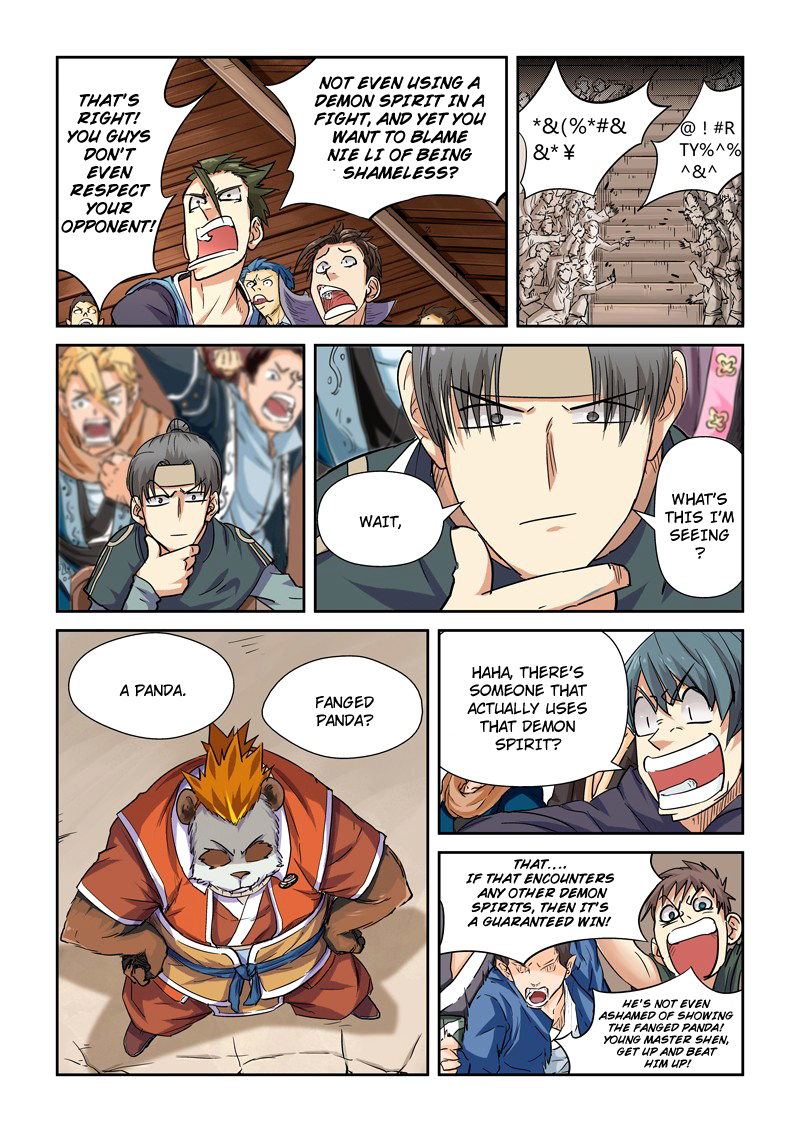 NOT EVEN USING A
DEMON SPIRIT IN A
FIGHT, AND YET YOU
WANT TO BLAME
NIE LI OF BEING
SHAMELESS?
THAT'S
RIGHT!
YOU GUYS
DON'T
EVEN
RESPECT
YOUR
OPPONENT!
*&(%*#&
&*¥
@!#R
TY%^%
^&^
WAIT,
WHAT'S
THIS I'M
SEEING
?
A PANDA.
FANGED
PANDA?
HAHA, THERE'S
SOMEONE THAT
ACTUALLY USES
THAT DEMON
SPIRIT?
THAT....
IF THAT ENCOUNTERS
ANY OTHER DEMON
SPIRITS, THEN IT'S
A GUARANTEED WIN!
HE'S NOT EVEN
ASHAMED OF SHOWING
THE FANGED PANDA!
YOUNG MASTER SHEN,
GET UP AND BEAT
HIM UP!